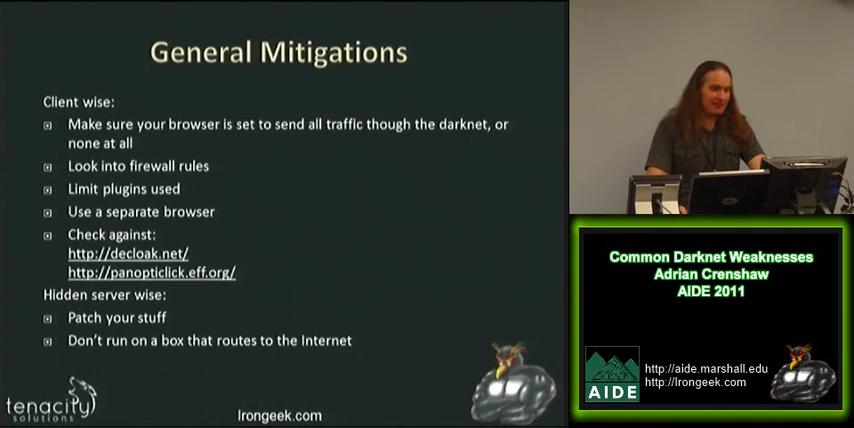 General Mitigations
Client wise:
Make sure your browser is set to send all traffic though the darknet, or
none at all
Look into firewall rules
Limit plugins used
Use a separate browser
Check against:
http://decloak.net/
http://panopticlick.eff.org/
Hidden server wise:
Patch your stuff
Don't run on a box that routes to the Internet
tenacity
solutions
Irongeek.com
Common Darknet Weaknesses
Adrian Crenshaw
AIDE 2011
AIDE
http://aide.marshall.edu
http://Irongeek.com